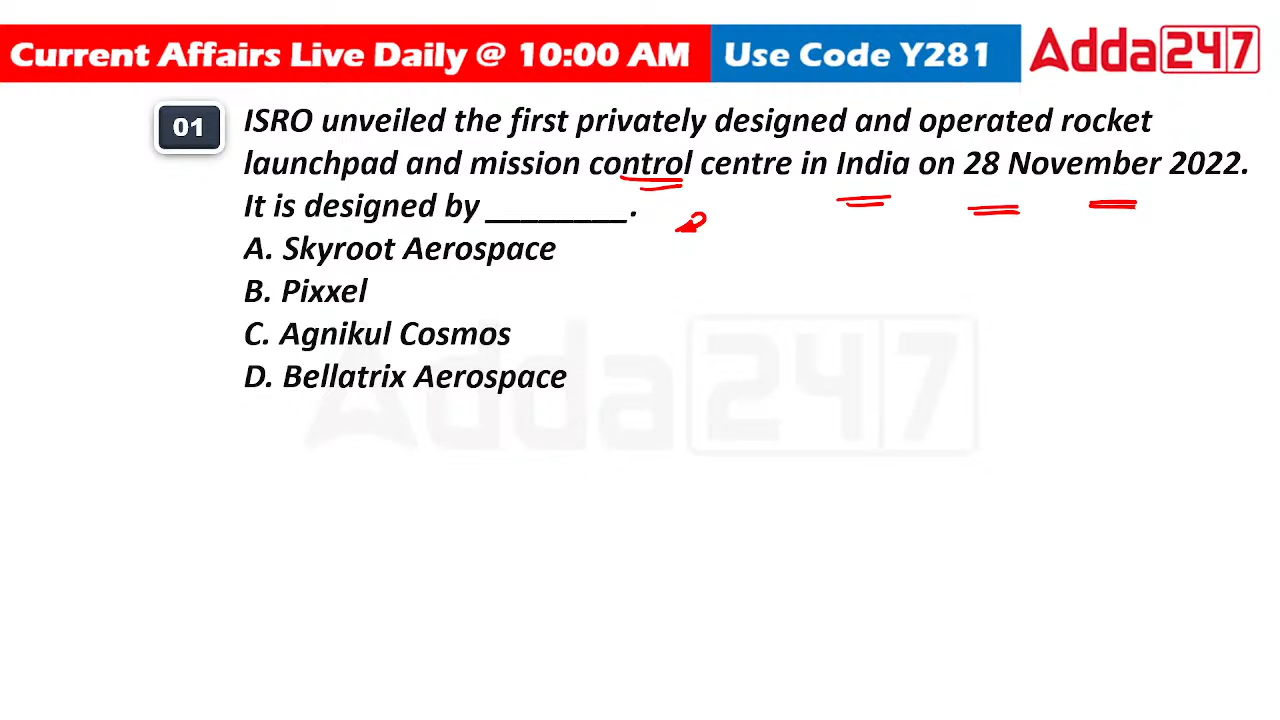 Current Affairs Live Daily @ 10:00 AM Use Code Y281 Adda247
01 ISRO unveiled the first privately designed and operated rocket
launchpad and mission control centre in India on 28 November 2022.
It is designed by ________.
A. Skyroot Aerospace
B. Pixxel
C. Agnikul Cosmos
D. Bellatrix Aerospace
Adda247